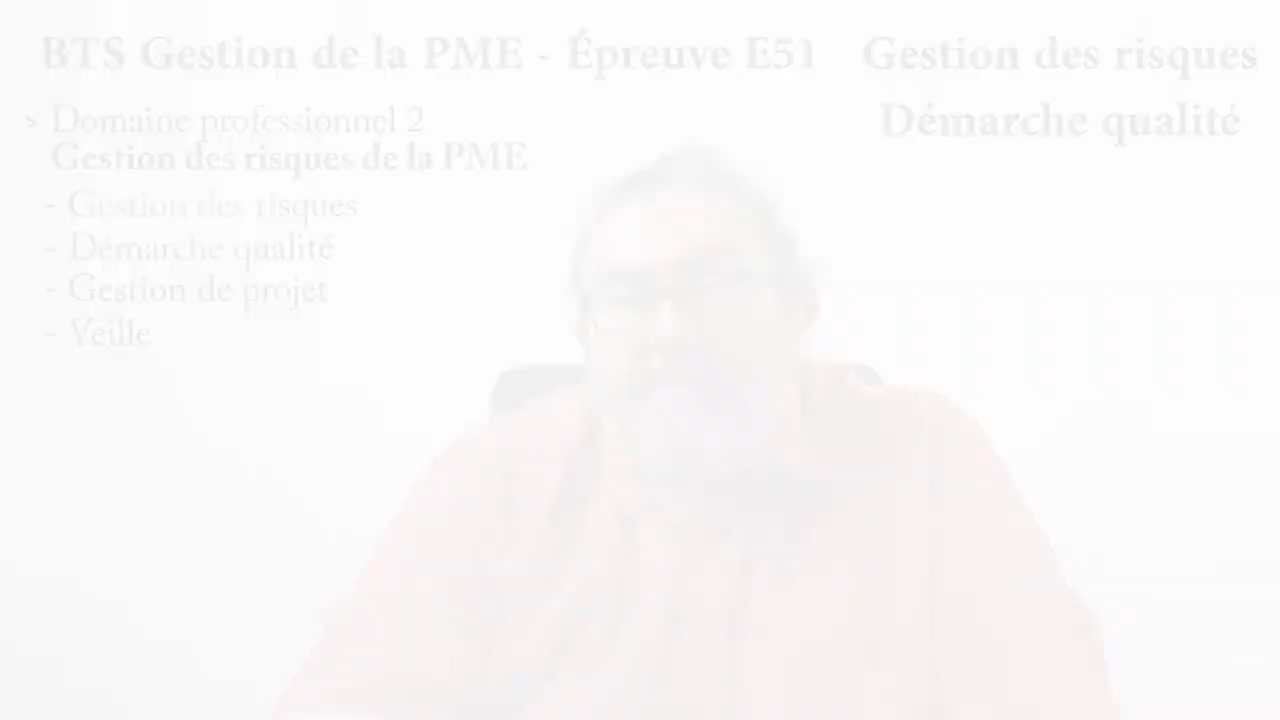 BTS Gestion de la PME - Épreuve E51
> Domaine professionnel 2
Gestion des risques de la PME
- Gestion des risques
- Démarche qualité
- Gestion de projet
- Veille
Gestion des risques
Démarche qualité